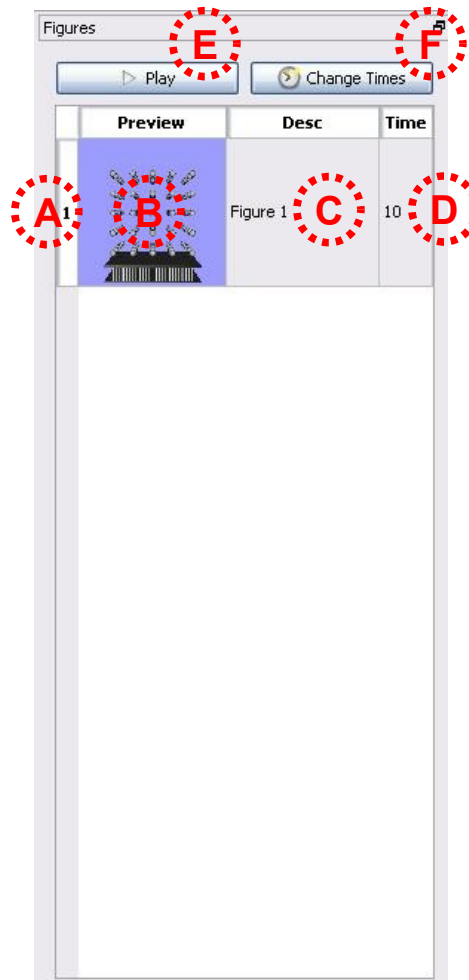 Figures
E
F
Play
Change Times
Preview Desc Time
A 1 B Figure 1 C 10 D